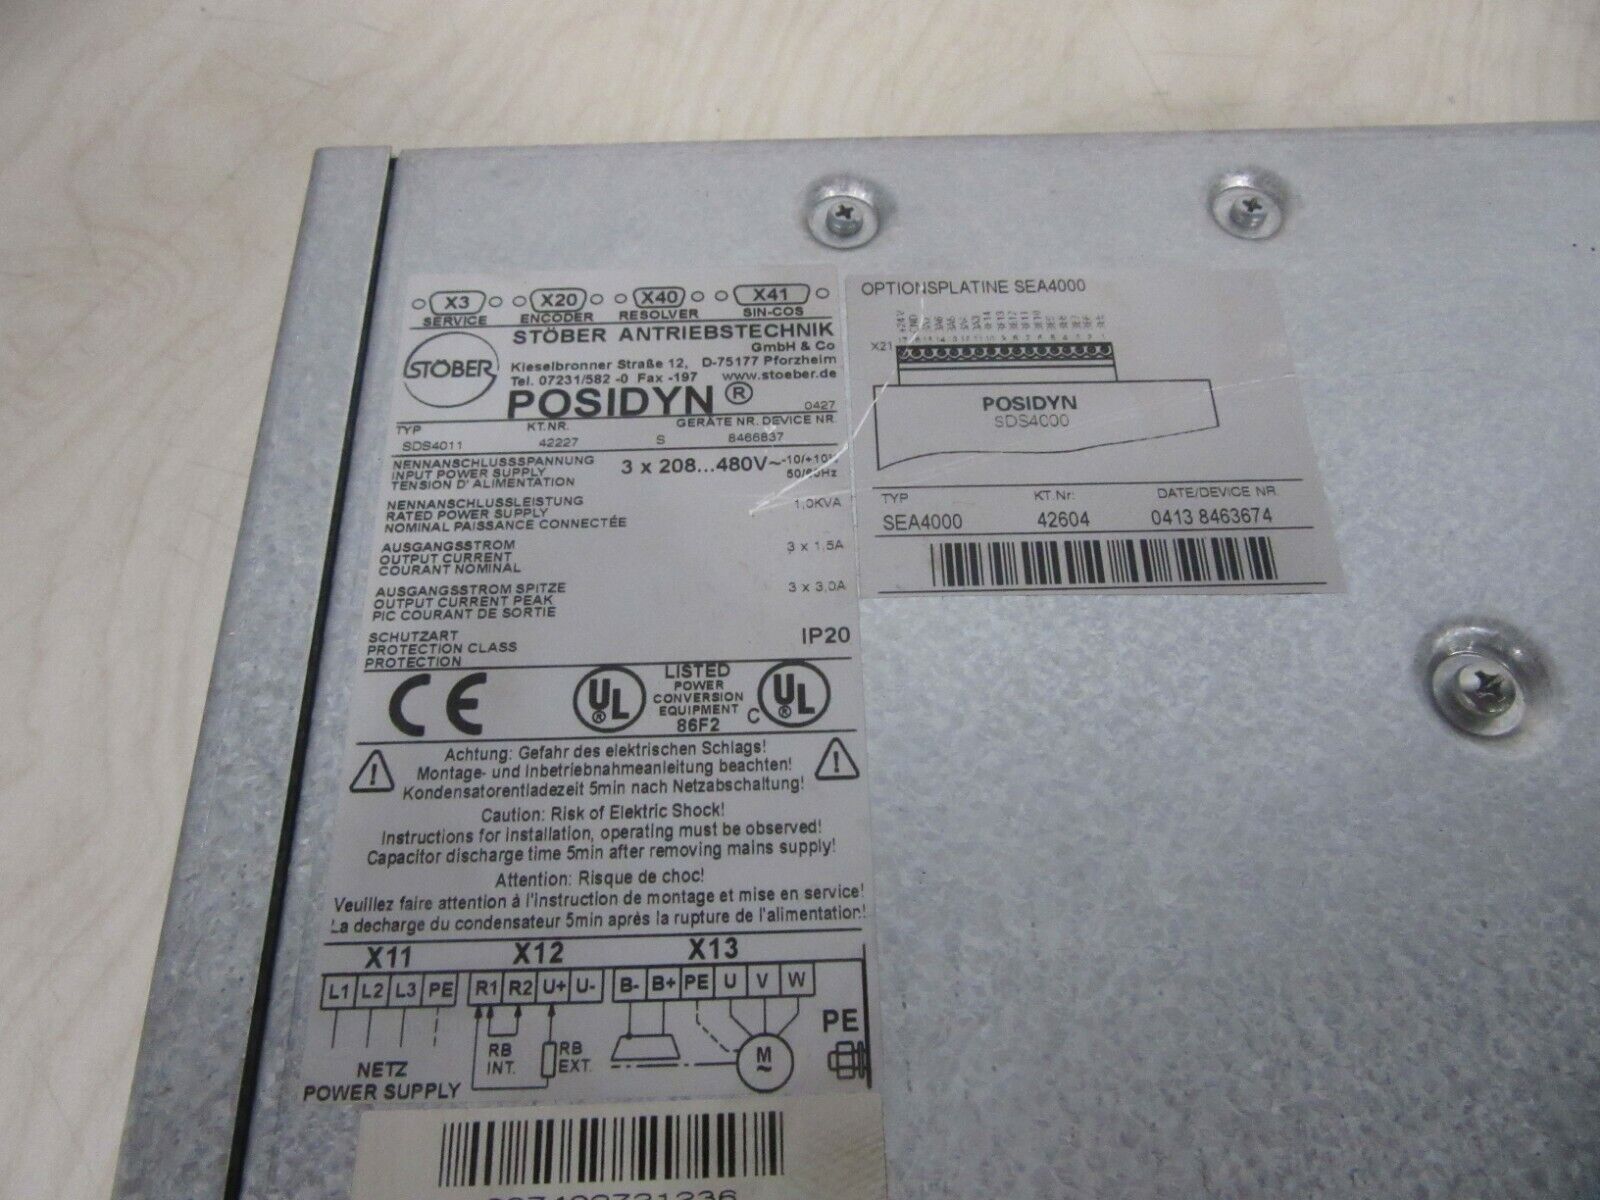 X3 X20 X40 X41
SERVICE ENCODER RESOLVER SIN-COS
STÖBER
STÖBER ANTRIEBSTECHNIK
GmbH & Co
Kieselbronner Straße 12, D-75177 Pforzheim
Tel. 07231/582 -0 Fax -197 www.stoeber.de
POSIDYN ®
0427
TYP KT.NR. GERÄTE NR. DEVICE NR.
SDS4011 42227 S 8466837
NENNANSCHLUSSSPANNUNG
INPUT POWER SUPPLY
TENSION D' ALIMENTATION
3 x 208...480V~ -10/+10%
50/60Hz
NENNANSCHLUSSLEISTUNG
RATED POWER SUPPLY
NOMINAL PAISSANCE CONNECTÉE
1,0KVA
AUSGANGSSTROM
OUTPUT CURRENT
COURANT NOMINAL
3 x 1.5A
AUSGANGSSTROM SPITZE
OUTPUT CURRENT PEAK
PIC COURANT DE SORTIE
3 x 3,0A
SCHUTZART
PROTECTION CLASS
PROTECTION
IP20
CE
UL ®
LISTED
POWER
CONVERSION
EQUIPMENT
86F2
C UL ®
Achtung: Gefahr des elektrischen Schlags!
Montage- und Inbetriebnahmeanleitung beachten!
Kondensatorentladezeit 5min nach Netzabschaltung!
Caution: Risk of Elektric Shock!
Instructions for installation, operating must be observed!
Capacitor discharge time 5min after removing mains supply!
Attention: Risque de choc!
Veuillez faire attention à l'instruction de montage et mise en service!
La decharge du condensateur 5min après la rupture de l'alimentation!
X11 X12 X13
L1 L2 L3 PE R1 R2 U+ U- B- B+ PE U V W
RB INT.
RB EXT.
M ~
PE
NETZ
POWER SUPPLY
OPTIONSPLATINE SEA4000
+24V GND
X21
POSIDYN
SDS4000
TYP KT.Nr: DATE/DEVICE NR
SEA4000 42604 0413 8463674